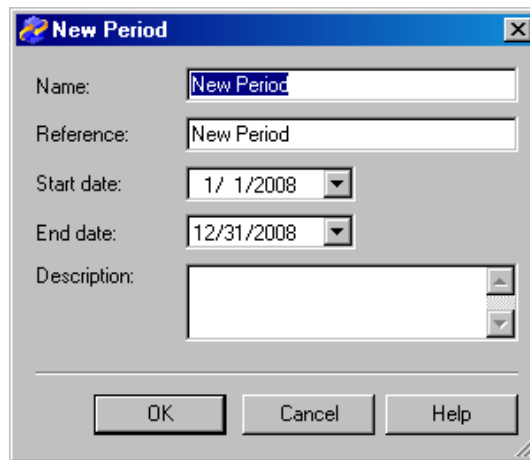 New Period
Name: New Period
Reference: New Period
Start date: 1/ 1/2008
End date: 12/31/2008
Description:
OK Cancel Help